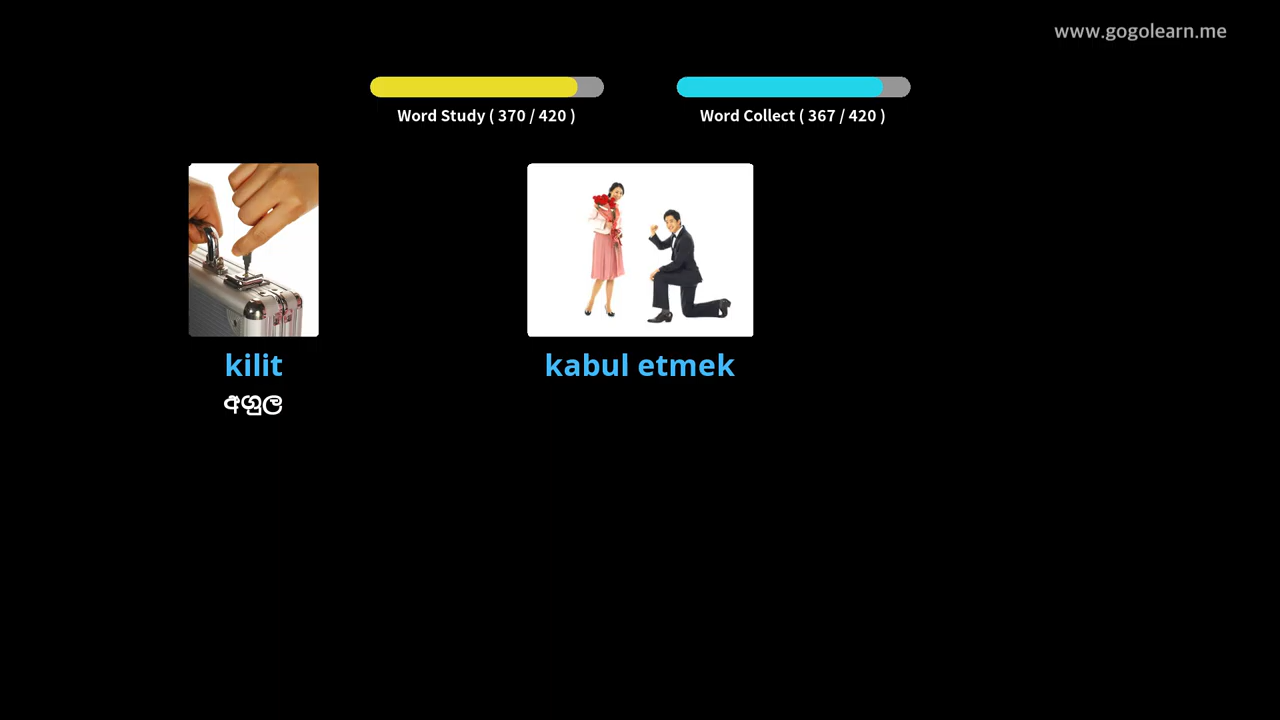 www.gogolearn.me
Word Study ( 370 / 420 )
Word Collect ( 367 / 420 )
kilit
අගුල
kabul etmek